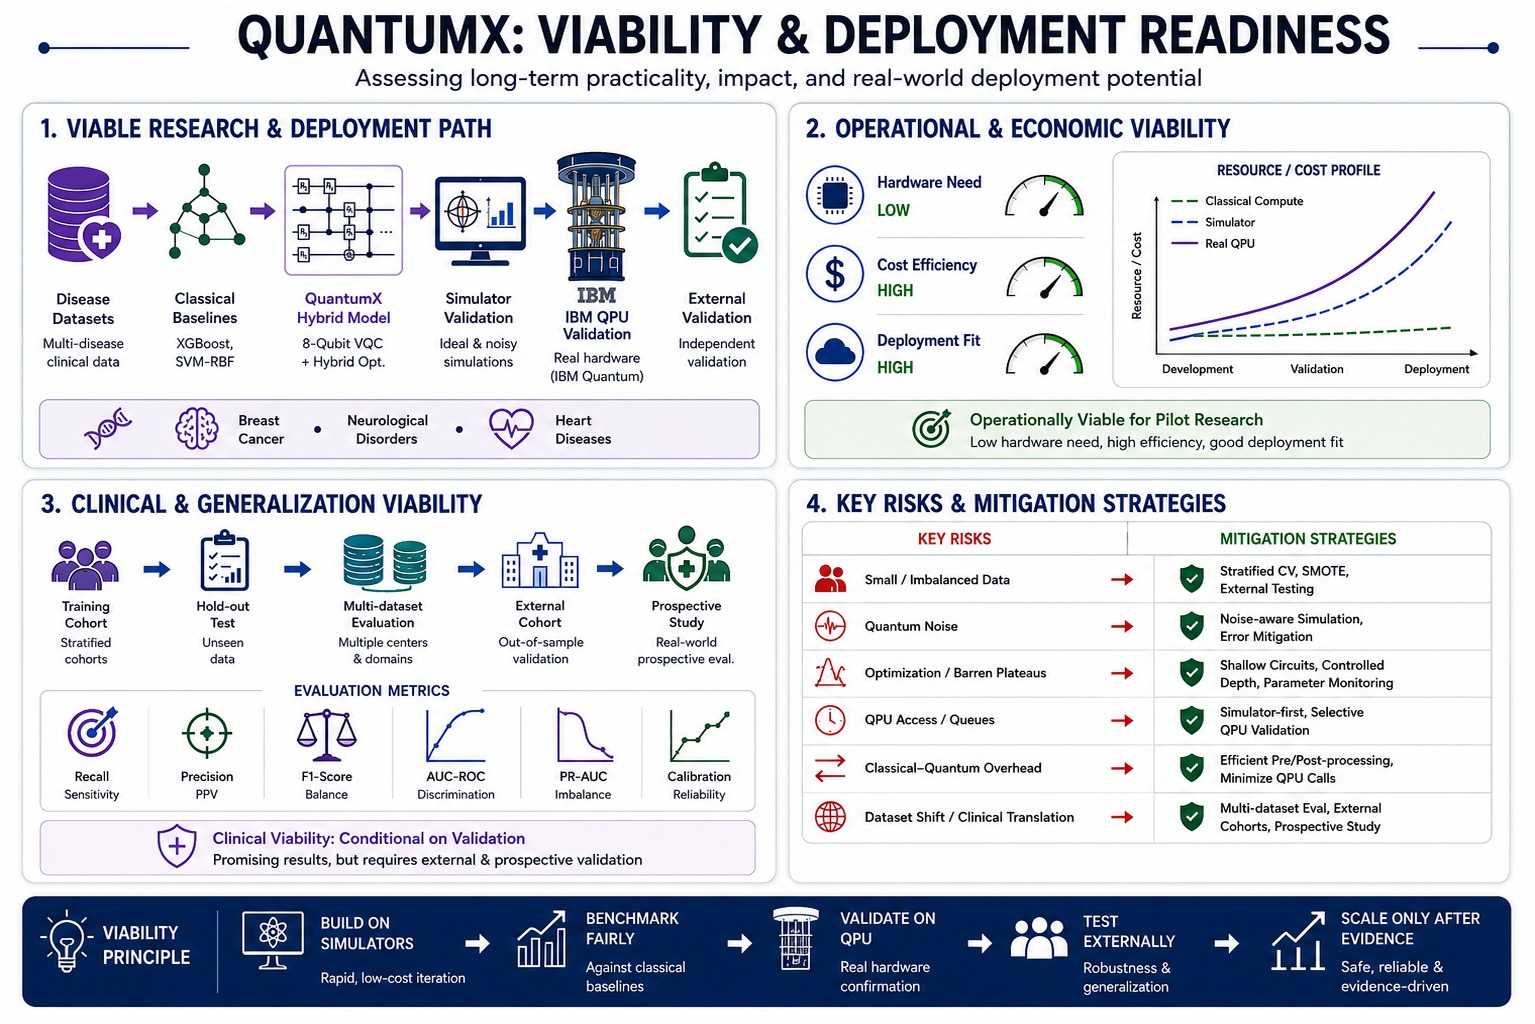 QUANTUMX: VIABILITY & DEPLOYMENT READINESS
Assessing long-term practicality, impact, and real-world deployment potential
1. VIABLE RESEARCH & DEPLOYMENT PATH
Disease
Datasets
Multi-disease
clinical data
Classical
Baselines
XGBoost,
SVM-RBF
QuantumX
Hybrid Model
8-Qubit VQC
+ Hybrid Opt.
Simulator
Validation
Ideal & noisy
simulations
IBM
IBM QPU
Validation
Real hardware
(IBM Quantum)
External
Validation
Independent
validation
Breast
Cancer
•
Neurological
Disorders
•
Heart
Diseases
2. OPERATIONAL & ECONOMIC VIABILITY
Hardware Need
LOW
$
Cost Efficiency
HIGH
Deployment Fit
HIGH
RESOURCE / COST PROFILE
Classical Compute
Simulator
Real QPU
Resource / Cost
Development
Validation
Deployment
Operationally Viable for Pilot Research
Low hardware need, high efficiency, good deployment fit
3. CLINICAL & GENERALIZATION VIABILITY
Training
Cohort
Stratified
cohorts
Hold-out
Test
Unseen
data
Multi-dataset
Evaluation
Multiple centers
& domains
External
Cohort
Out-of-sample
validation
Prospective
Study
Real-world
prospective eval.
EVALUATION METRICS
Recall
Sensitivity
Precision
PPV
F1-Score
Balance
AUC-ROC
Discrimination
PR-AUC
Imbalance
Calibration
Reliability
Clinical Viability: Conditional on Validation
Promising results, but requires external & prospective validation
4. KEY RISKS & MITIGATION STRATEGIES
KEY RISKS
MITIGATION STRATEGIES
Small / Imbalanced Data
Stratified CV, SMOTE,
External Testing
Quantum Noise
Noise-aware Simulation,
Error Mitigation
Optimization / Barren Plateaus
Shallow Circuits, Controlled
Depth, Parameter Monitoring
QPU Access / Queues
Simulator-first, Selective
QPU Validation
Classical–Quantum Overhead
Efficient Pre/Post-processing,
Minimize QPU Calls
Dataset Shift / Clinical Translation
Multi-dataset Eval, External
Cohorts, Prospective Study
VIABILITY
PRINCIPLE
BUILD ON
SIMULATORS
Rapid, low-cost iteration
BENCHMARK
FAIRLY
Against classical
baselines
VALIDATE ON
QPU
Real hardware
confirmation
TEST
EXTERNALLY
Robustness &
generalization
SCALE ONLY AFTER
EVIDENCE
Safe, reliable &
evidence-driven